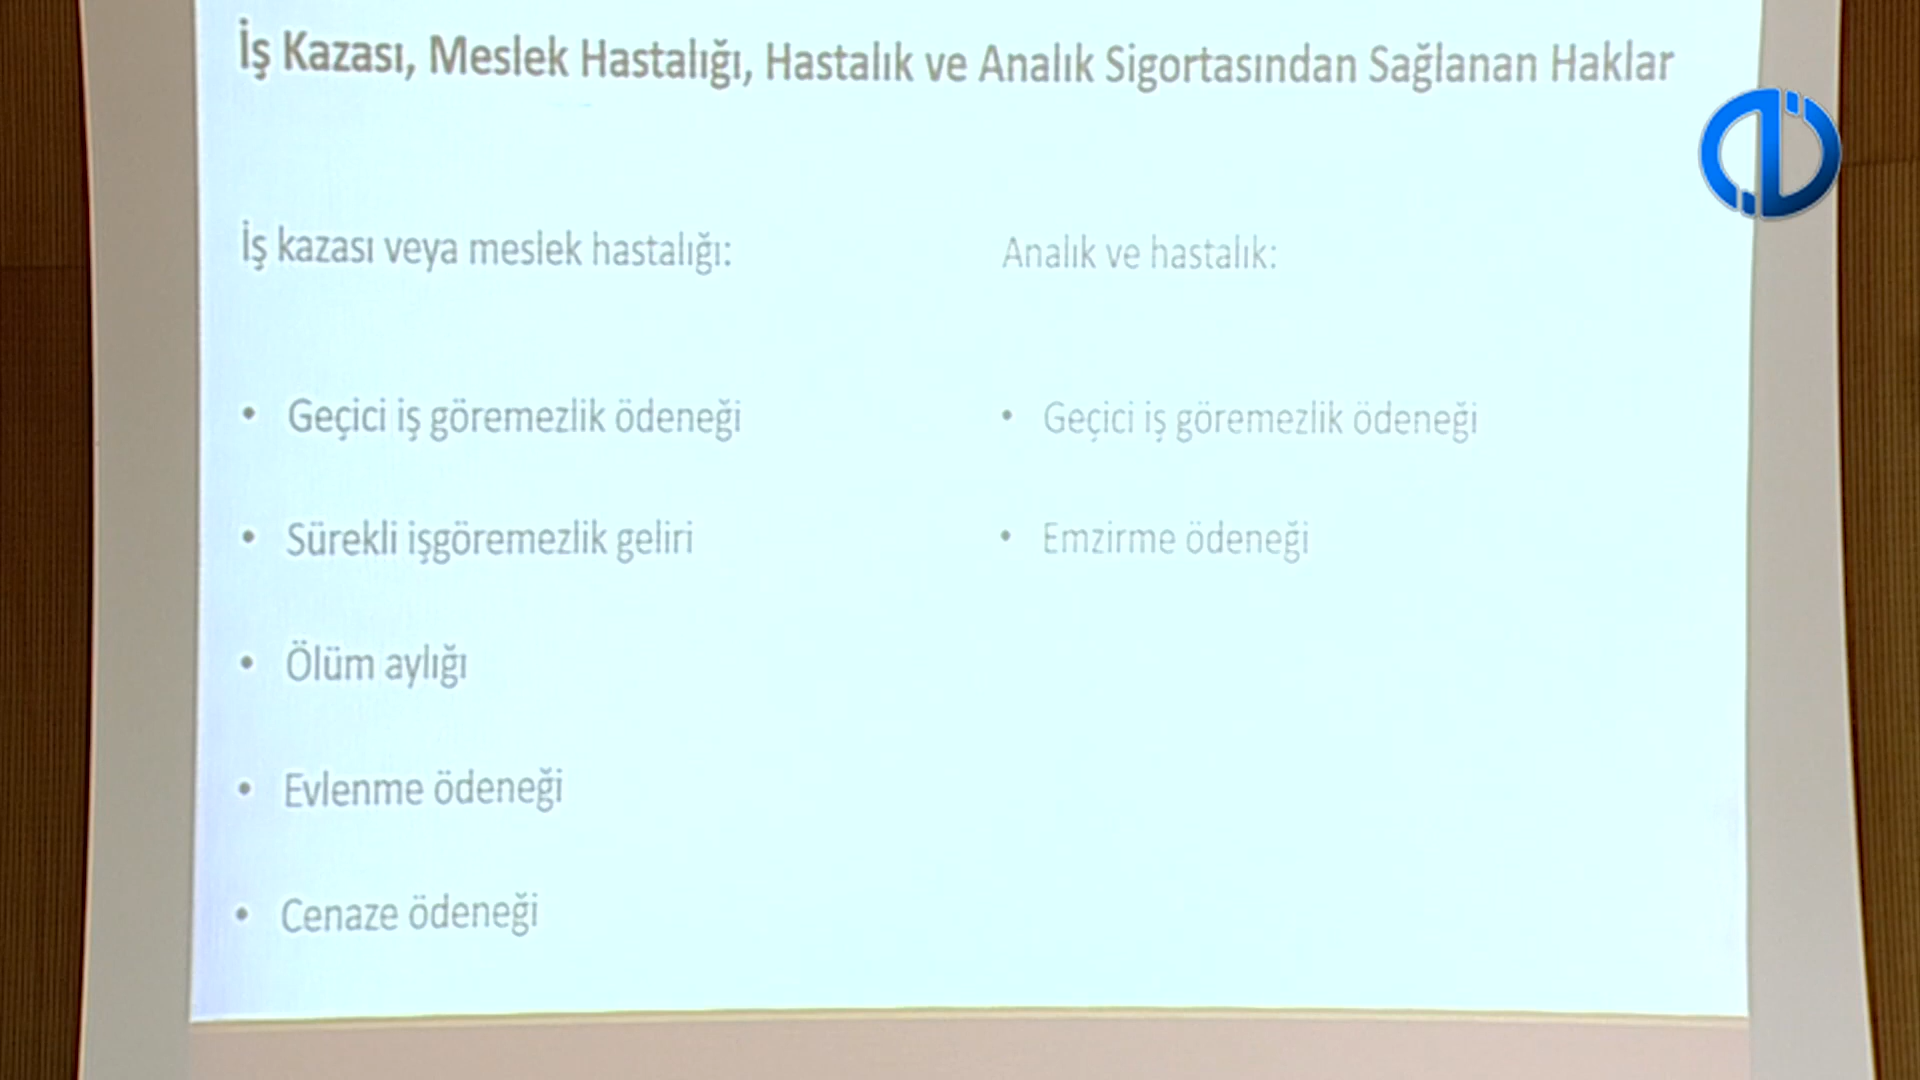 İş Kazası, Meslek Hastalığı, Hastalık ve Analık Sigortasından Sağlanan Haklar
İş kazası veya meslek hastalığı:
• Geçici iş göremezlik ödeneği
• Sürekli işgöremezlik geliri
• Ölüm aylığı
• Evlenme ödeneği
• Cenaze ödeneği
Analık ve hastalık:
• Geçici iş göremezlik ödeneği
• Emzirme ödeneği